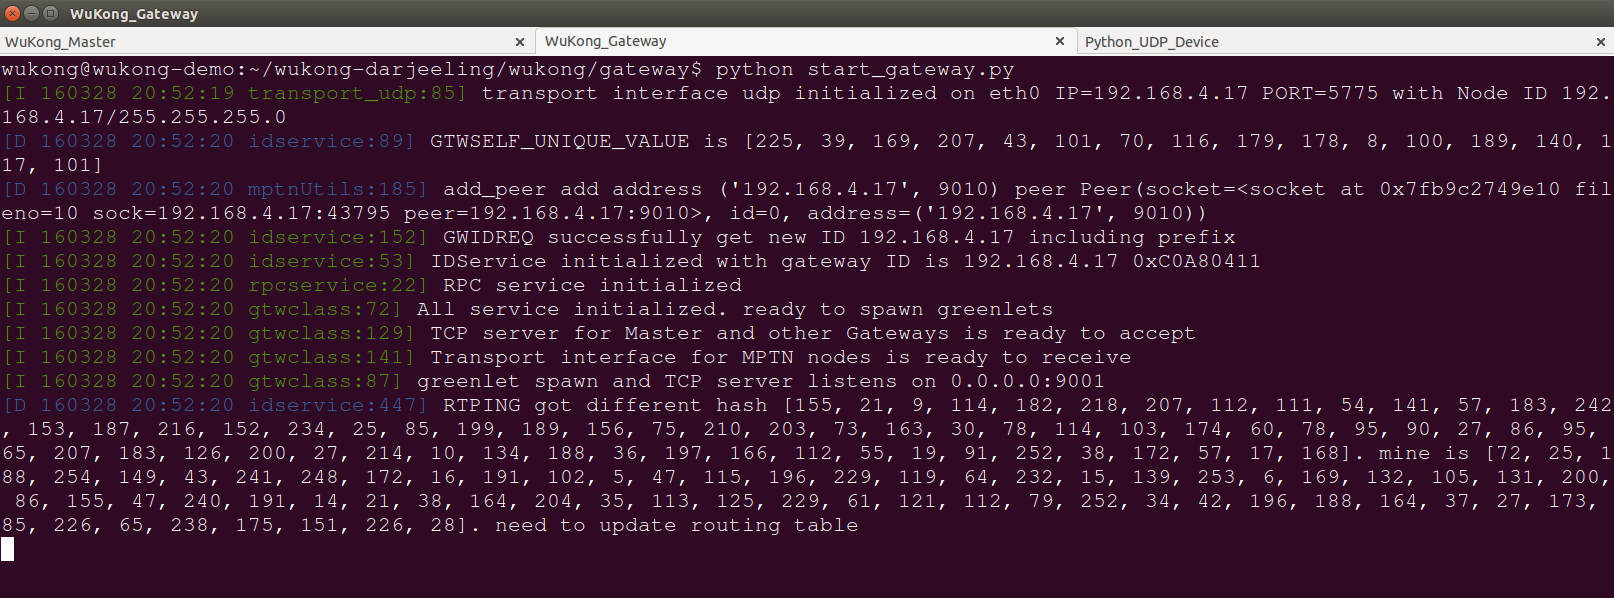 WuKong_Gateway
WuKong_Master
WuKong_Gateway
Python_UDP_Device
wukong@wukong-demo:~/wukong-darjeeling/wukong/gateway$ python start_gateway.py
[I 160328 20:52:19 transport_udp:85] transport interface udp initialized on eth0 IP=192.168.4.17 PORT=5775 with Node ID 192.
168.4.17/255.255.255.0
[D 160328 20:52:20 idservice:89] GTWSELF_UNIQUE_VALUE is [225, 39, 169, 207, 43, 101, 70, 116, 179, 178, 8, 100, 189, 140, 1
17, 101]
[D 160328 20:52:20 mptnUtils:185] add_peer add address ('192.168.4.17', 9010) peer Peer(socket=<socket at 0x7fb9c2749e10 fil
eno=10 sock=192.168.4.17:43795 peer=192.168.4.17:9010>, id=0, address=('192.168.4.17', 9010))
[I 160328 20:52:20 idservice:152] GWIDREQ successfully get new ID 192.168.4.17 including prefix
[I 160328 20:52:20 idservice:53] IDService initialized with gateway ID is 192.168.4.17 0xC0A80411
[I 160328 20:52:20 rpcservice:22] RPC service initialized
[I 160328 20:52:20 gtwclass:72] All service initialized. ready to spawn greenlets
[I 160328 20:52:20 gtwclass:129] TCP server for Master and other Gateways is ready to accept
[I 160328 20:52:20 gtwclass:141] Transport interface for MPTN nodes is ready to receive
[I 160328 20:52:20 gtwclass:87] greenlet spawn and TCP server listens on 0.0.0.0:9001
[D 160328 20:52:20 idservice:447] RTPING got different hash [155, 21, 9, 114, 182, 218, 207, 112, 111, 54, 141, 57, 183, 242
, 153, 187, 216, 152, 234, 25, 85, 199, 189, 156, 75, 210, 203, 73, 163, 30, 78, 114, 103, 174, 60, 78, 95, 90, 27, 86, 95, 
65, 207, 183, 126, 200, 27, 214, 10, 134, 188, 36, 197, 166, 112, 55, 19, 91, 252, 38, 172, 57, 17, 168]. mine is [72, 25, 1
88, 254, 149, 43, 241, 248, 172, 16, 191, 102, 5, 47, 115, 196, 229, 119, 64, 232, 15, 139, 253, 6, 169, 132, 105, 131, 200,
 86, 155, 47, 240, 191, 14, 21, 38, 164, 204, 35, 113, 125, 229, 61, 121, 112, 79, 252, 34, 42, 196, 188, 164, 37, 27, 173, 
85, 226, 65, 238, 175, 151, 226, 28]. need to update routing table